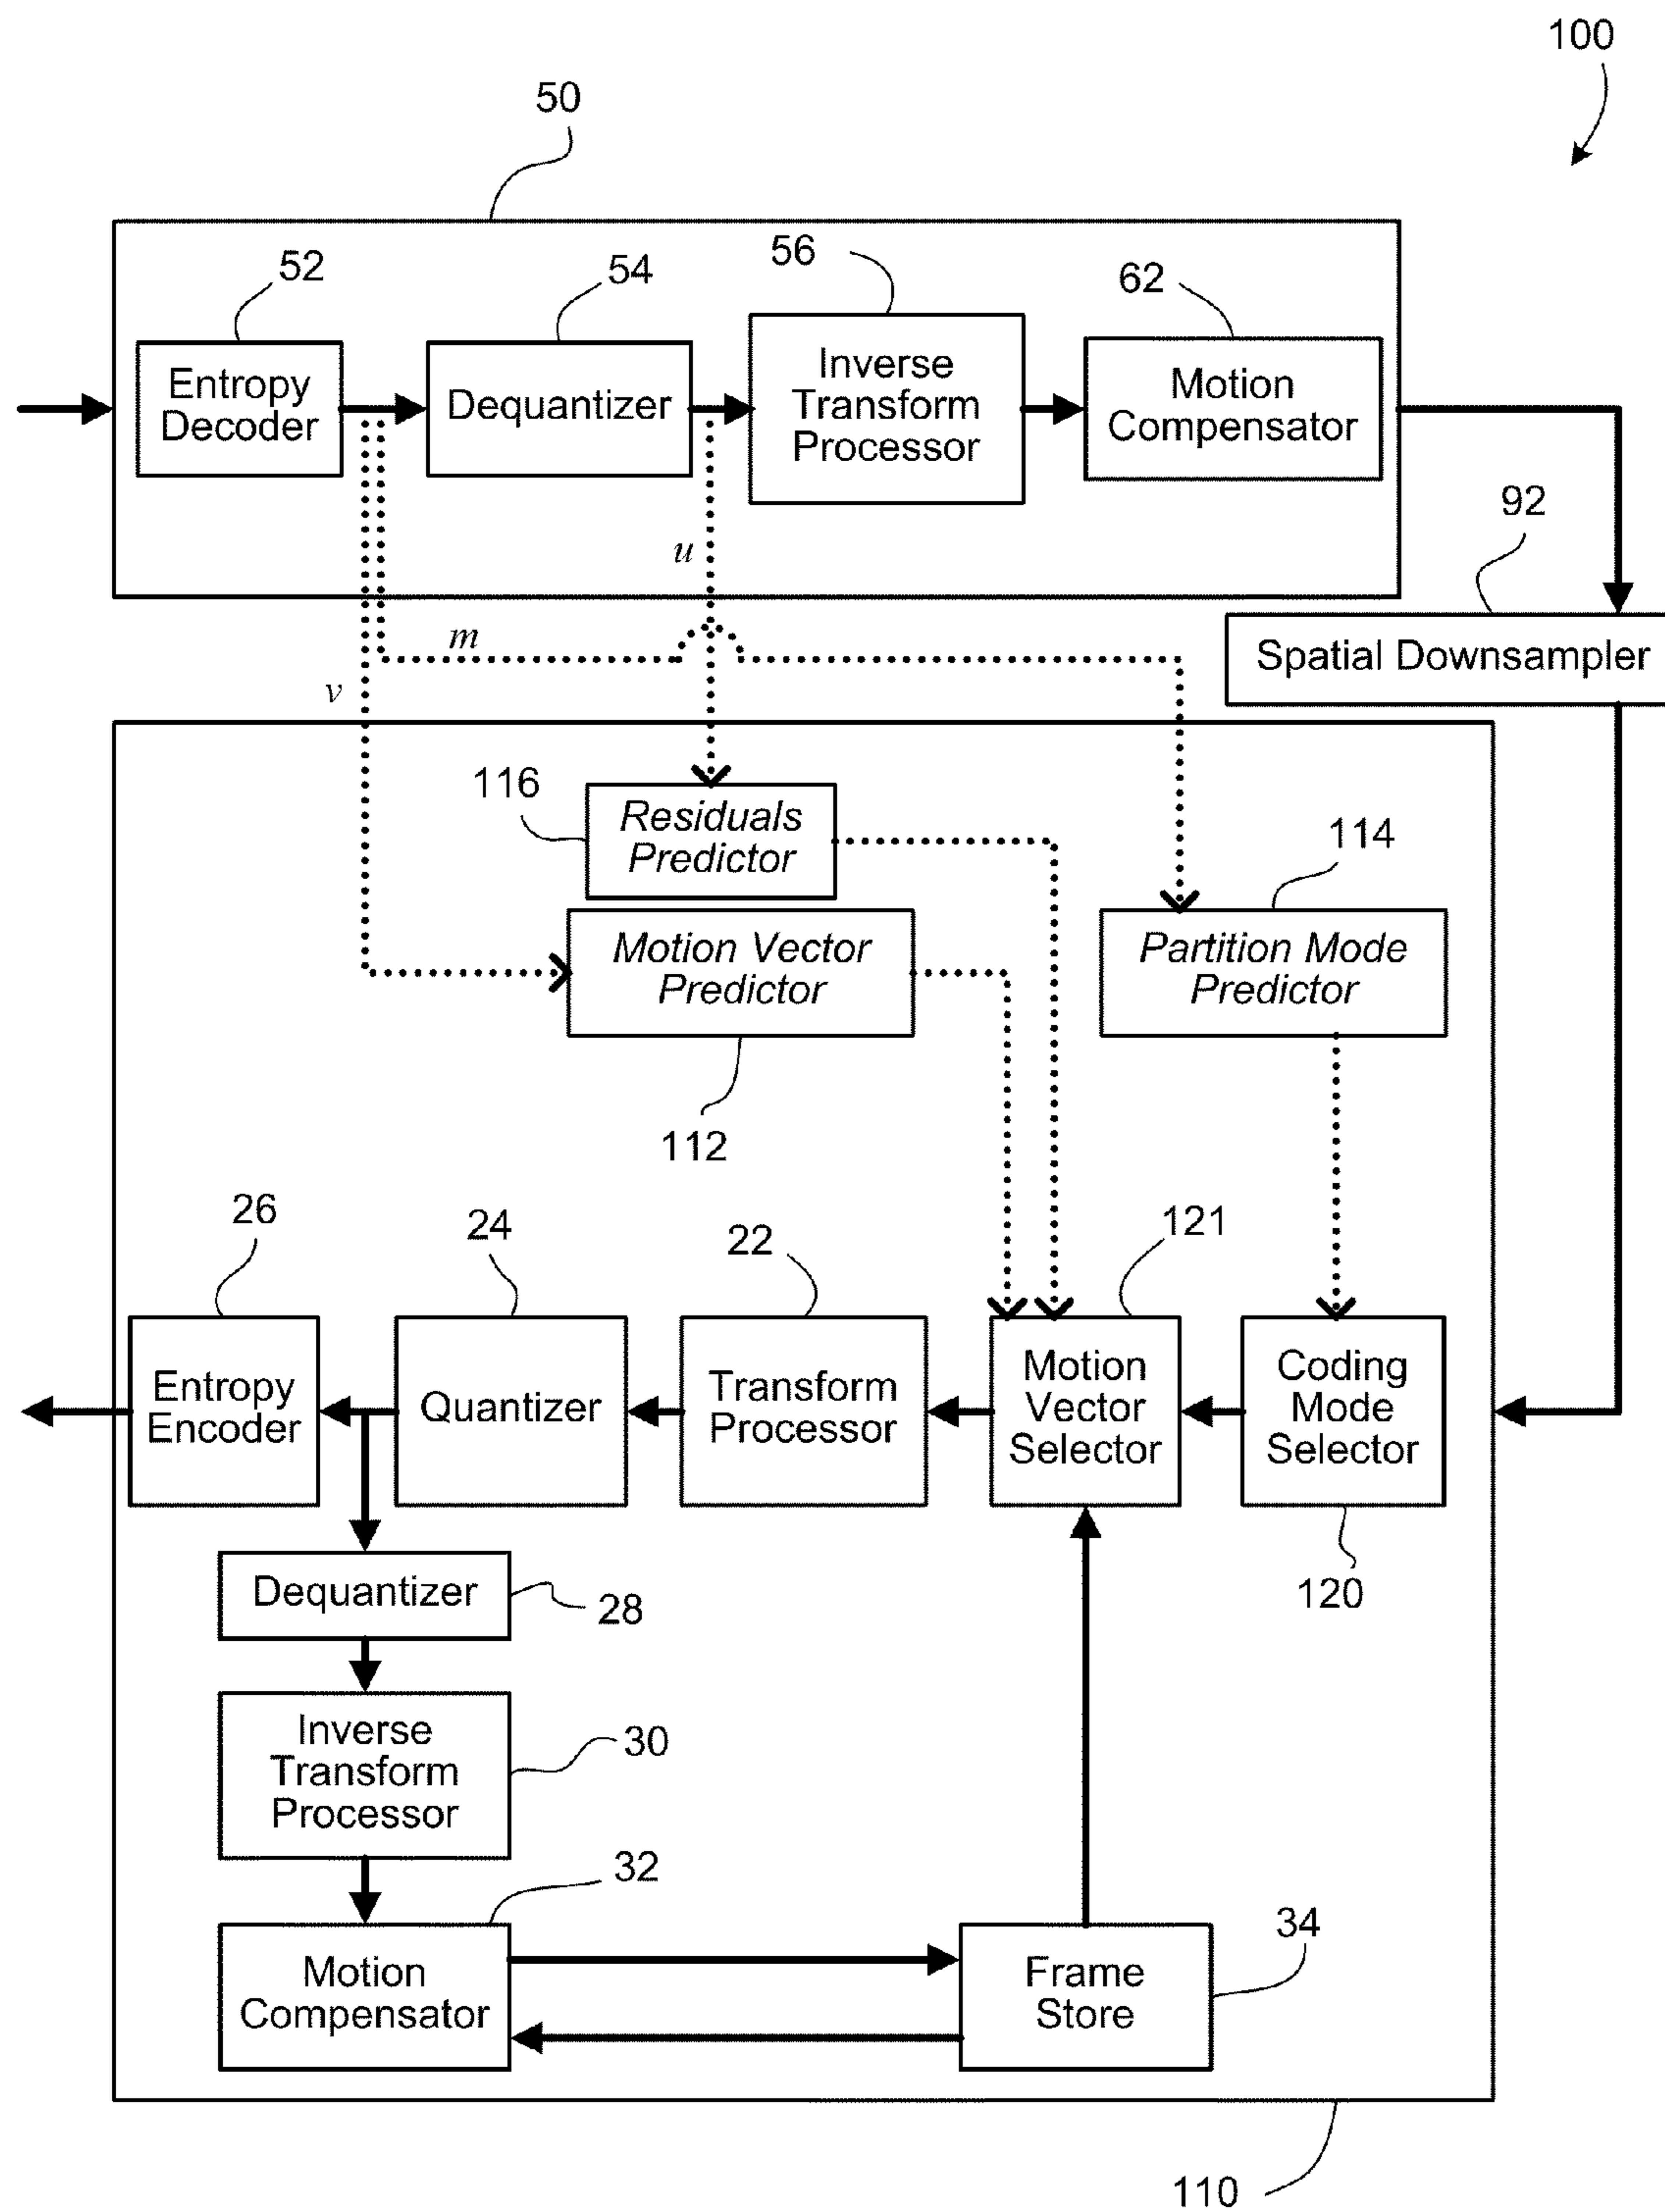 100
50
52
54
56
62
Entropy
Decoder
Dequantizer
Inverse
Transform
Processor
Motion
Compensator
92
u
m
v
Spatial Downsampler
116
Residuals
Predictor
114
Motion Vector
Predictor
Partition Mode
Predictor
112
26
24
22
121
Entropy
Encoder
Quantizer
Transform
Processor
Motion
Vector
Selector
Coding
Mode
Selector
120
Dequantizer
28
Inverse
Transform
Processor
30
32
Motion
Compensator
Frame
Store
34
110